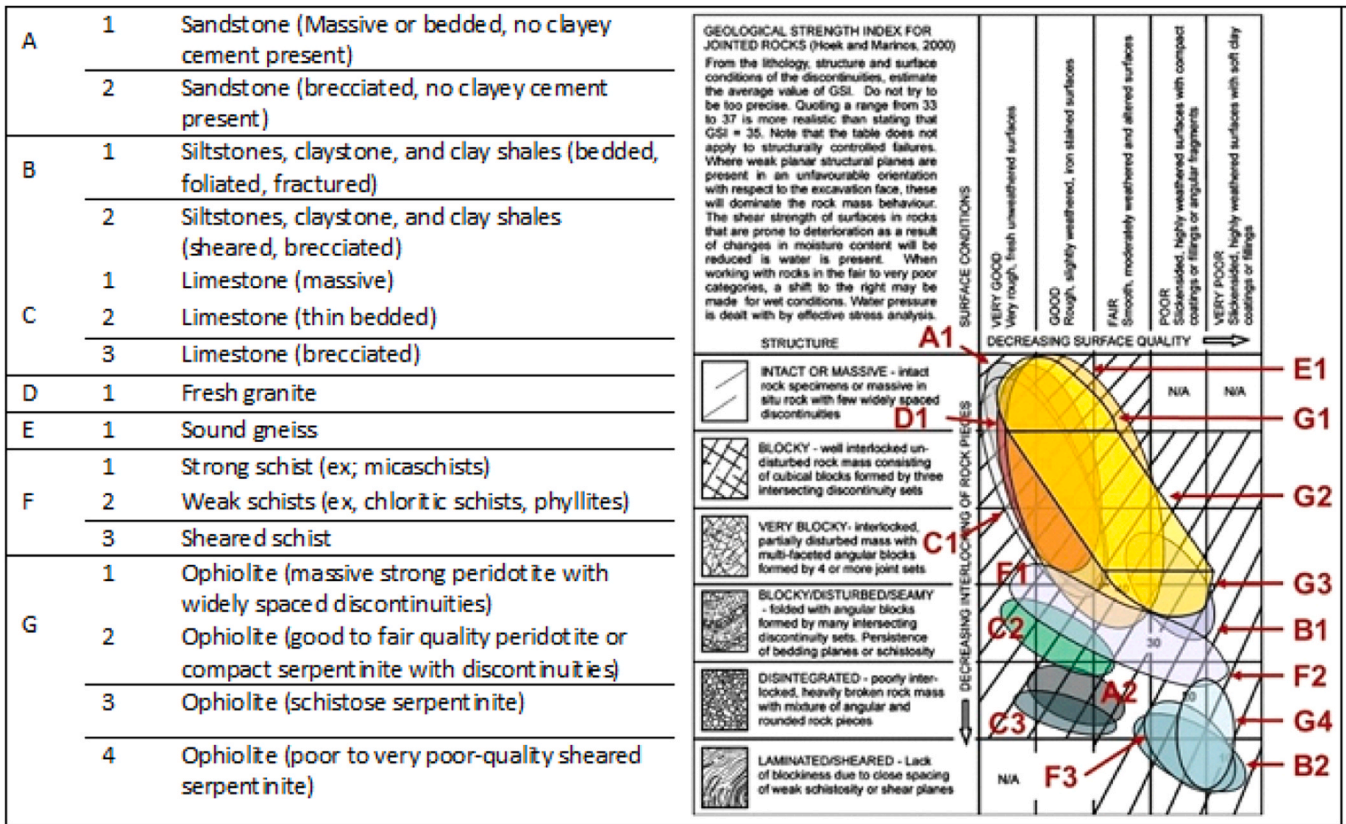 A
1
Sandstone (Massive or bedded, no clayey
cement present)
2
Sandstone (brecciated, no clayey cement
present)
B
1
Siltstones, claystone, and clay shales (bedded,
foliated, fractured)
2
Siltstones, claystone, and clay shales
(sheared, brecciated)
C
1
Limestone (massive)
2
Limestone (thin bedded)
3
Limestone (brecciated)
D
1
Fresh granite
E
1
Sound gneiss
F
1
Strong schist (ex; micaschists)
2
Weak schists (ex, chloritic schists, phyllites)
3
Sheared schist
G
1
Ophiolite (massive strong peridotite with
widely spaced discontinuities)
2
Ophiolite (good to fair quality peridotite or
compact serpentinite with discontinuities)
3
Ophiolite (schistose serpentinite)
4
Ophiolite (poor to very poor-quality sheared
serpentinite)
GEOLOGICAL STRENGTH INDEX FOR
JOINTED ROCKS (Hoek and Marinos, 2000)
From the lithology, structure and surface
conditions of the discontinuities, estimate
the average value of GSI. Do not try to
be too precise. Quoting a range from 33
to 37 is more realistic than stating that
GSI = 35. Note that the table does not
apply to structurally controlled failures.
Where weak planar structural planes are
present in an unfavourable orientation
with respect to the excavation face, these
will dominate the rock mass behaviour.
The shear strength of surfaces in rocks
that are prone to deterioration as a result
of changes in moisture content will be
reduced is water is present. When
working with rocks in the fair to very poor
categories, a shift to the right may be
made for wet conditions. Water pressure
is dealt with by effective stress analysis.
STRUCTURE
SURFACE CONDITIONS
VERY GOOD
Very rough, fresh unweathered surfaces
GOOD
Rough, slightly weathered, iron stained surfaces
FAIR
Smooth, moderately weathered and altered surfaces
POOR
Slickensided, highly weathered surfaces with compact
coatings or fillings or angular fragments
VERY POOR
Slickensided, highly weathered surfaces with soft clay
coatings or fillings
DECREASING SURFACE QUALITY
DECREASING INTERLOCKING OF ROCK PIECES
INTACT OR MASSIVE - intact
rock specimens or massive in
situ rock with few widely spaced
discontinuities
BLOCKY - well interlocked un-
disturbed rock mass consisting
of cubical blocks formed by three
intersecting discontinuity sets
VERY BLOCKY- interlocked,
partially disturbed mass with
multi-faceted angular blocks
formed by 4 or more joint sets
BLOCKY/DISTURBED/SEAMY
- folded with angular blocks
formed by many intersecting
discontinuity sets. Persistence
of bedding planes or schistosity
DISINTEGRATED - poorly inter-
locked, heavily broken rock mass
with mixture of angular and
rounded rock pieces
LAMINATED/SHEARED - Lack
of blockiness due to close spacing
of weak schistosity or shear planes
A1
E1
N/A
N/A
D1
G1
G2
C1
F1
G3
C2
B1
30
F2
A2
C3
G4
F3
B2
N/A